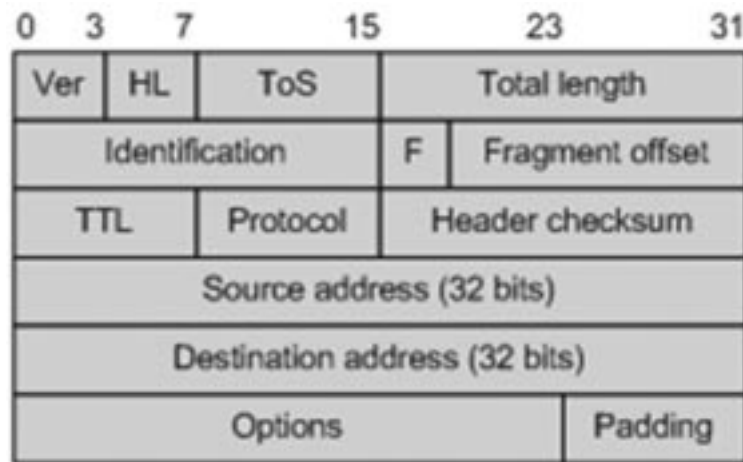 0 3 7 15 23 31
Ver HL ToS Total length
Identification F Fragment offset
TTL Protocol Header checksum
Source address (32 bits)
Destination address (32 bits)
Options Padding